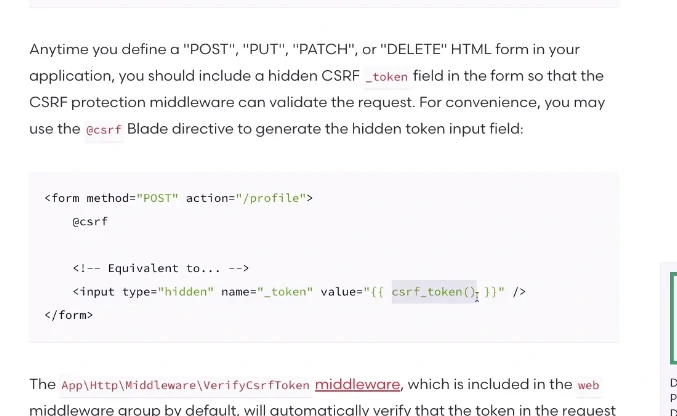 Anytime you define a "POST", "PUT", "PATCH", or "DELETE" HTML form in your
application, you should include a hidden CSRF _token field in the form so that the
CSRF protection middleware can validate the request. For convenience, you may
use the @csrf Blade directive to generate the hidden token input field:
<form method="POST" action="/profile">
@csrf
<!-- Equivalent to... -->
<input type="hidden" name="_token" value="{{ csrf_token() }}" />
</form>
The App\Http\Middleware\VerifyCsrfToken middleware, which is included in the web
middleware group by default, will automatically verify that the token in the request